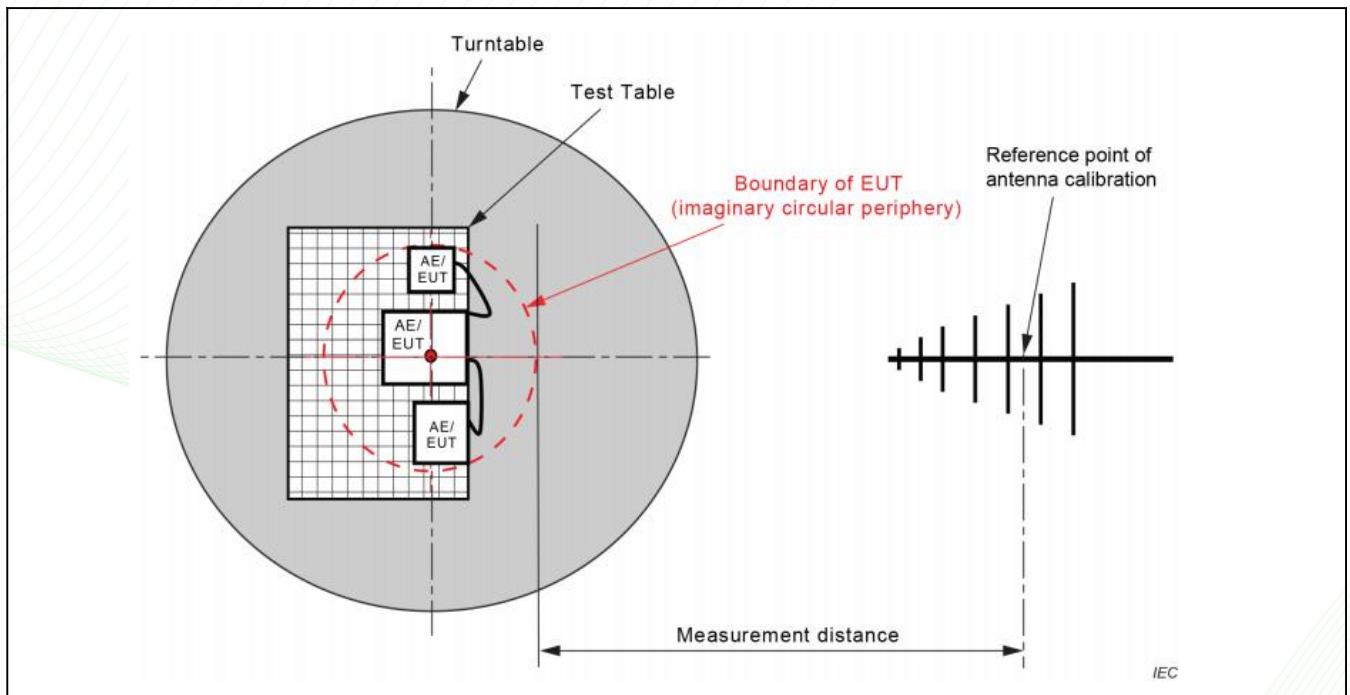 Turntable
Test Table
Reference point of
antenna calibration
Boundary of EUT
(imaginary circular periphery)
AE/
EUT
AE/
EUT
AE/
EUT
Measurement distance
IEC